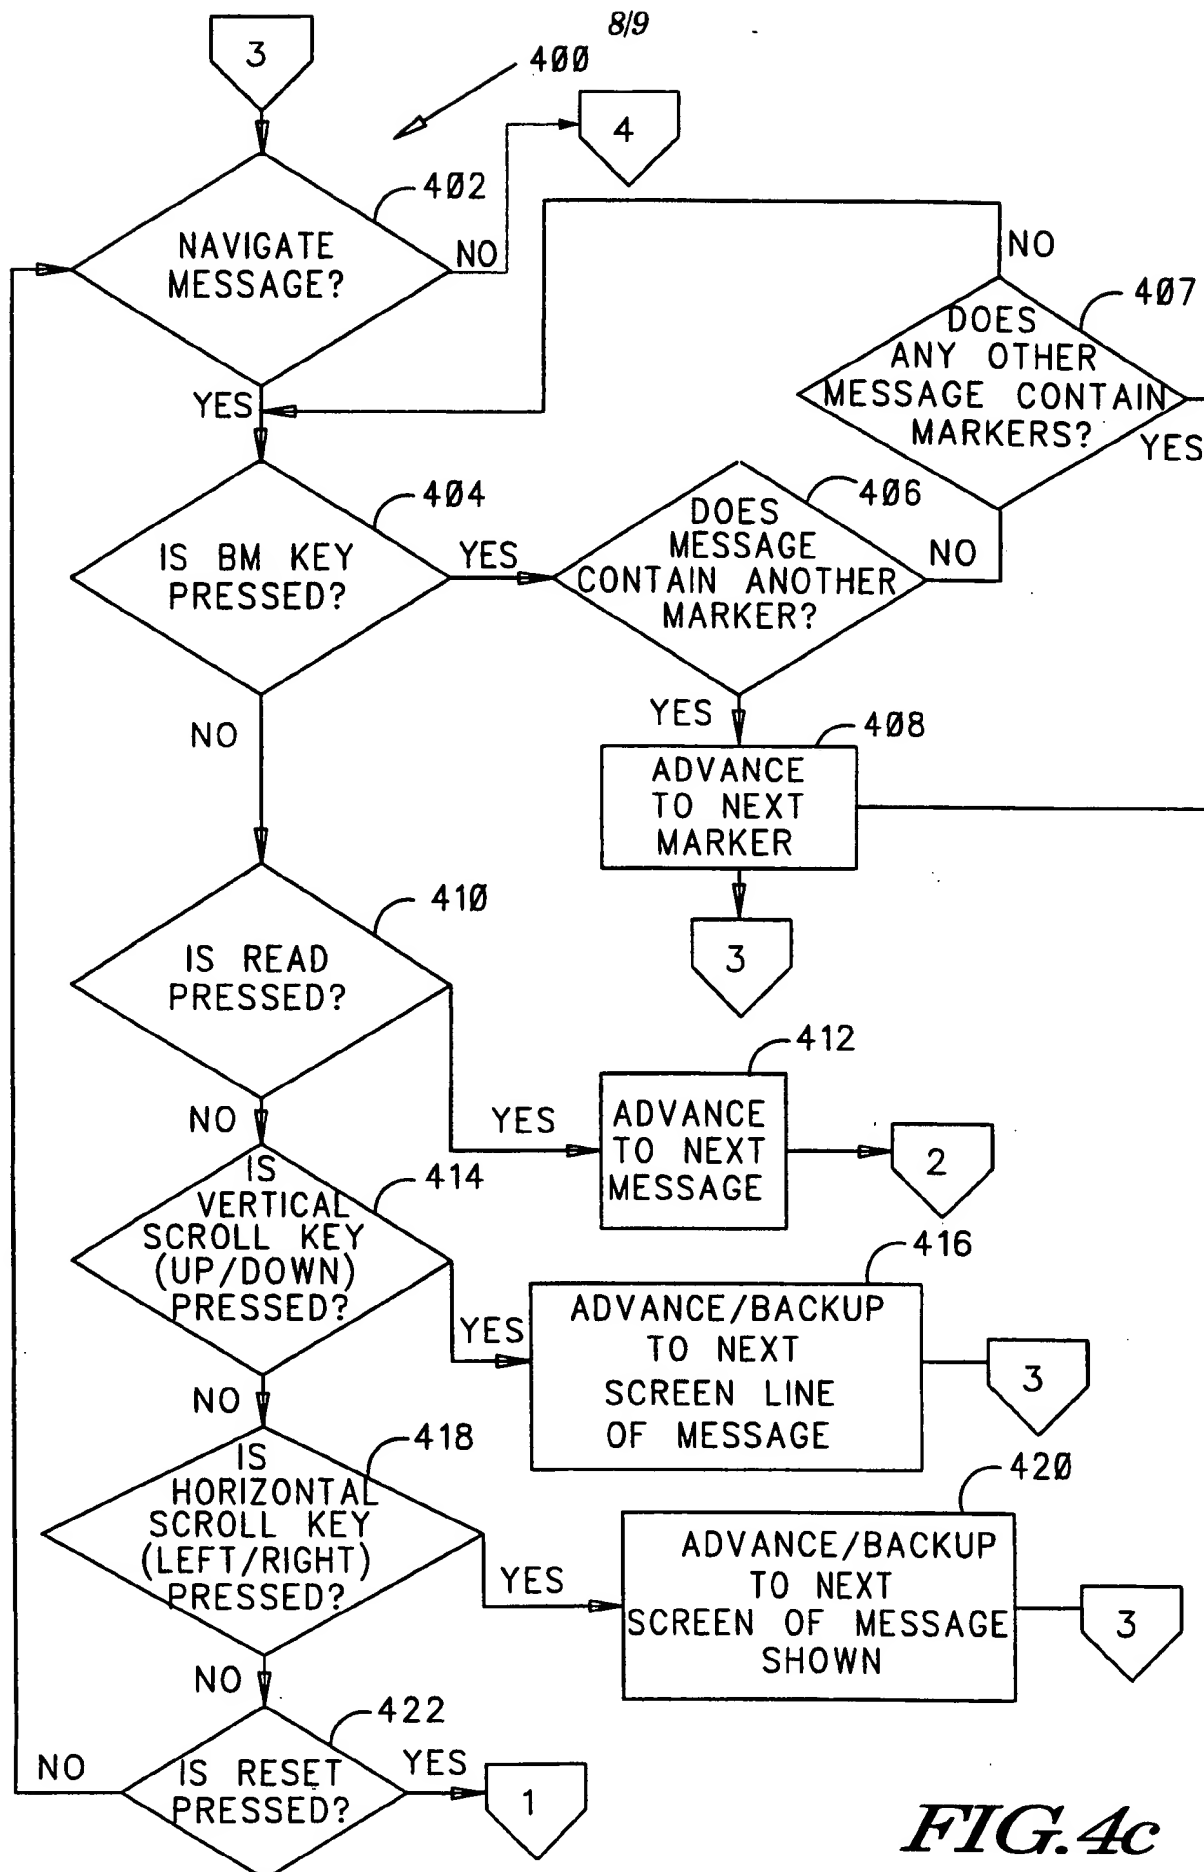 8/9
3
400
4
402
NAVIGATE
MESSAGE?
NO
YES
NO
407
DOES
ANY OTHER
MESSAGE CONTAIN
MARKERS?
YES
404
IS BM KEY
PRESSED?
YES
406
DOES
MESSAGE
CONTAIN ANOTHER
MARKER?
NO
NO
YES
408
ADVANCE
TO NEXT
MARKER
3
410
IS READ
PRESSED?
NO
YES
412
ADVANCE
TO NEXT
MESSAGE
2
414
IS
VERTICAL
SCROLL KEY
(UP/DOWN)
PRESSED?
YES
NO
416
ADVANCE/BACKUP
TO NEXT
SCREEN LINE
OF MESSAGE
3
418
IS
HORIZONTAL
SCROLL KEY
(LEFT/RIGHT)
PRESSED?
YES
NO
420
ADVANCE/BACKUP
TO NEXT
SCREEN OF MESSAGE
SHOWN
3
422
IS RESET
PRESSED?
NO
YES
1
FIG.4c